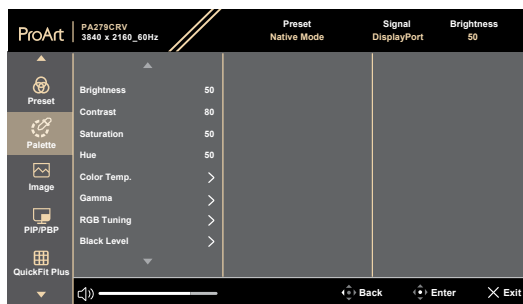 ProArt
PA279CRV
3840 x 2160_60Hz
Preset
Native Mode
Signal
DisplayPort
Brightness
50
Preset
Palette
Image
PIP/PBP
QuickFit Plus
Brightness 50
Contrast 80
Saturation 50
Hue 50
Color Temp.
Gamma
RGB Tuning
Black Level
Back
Enter
Exit